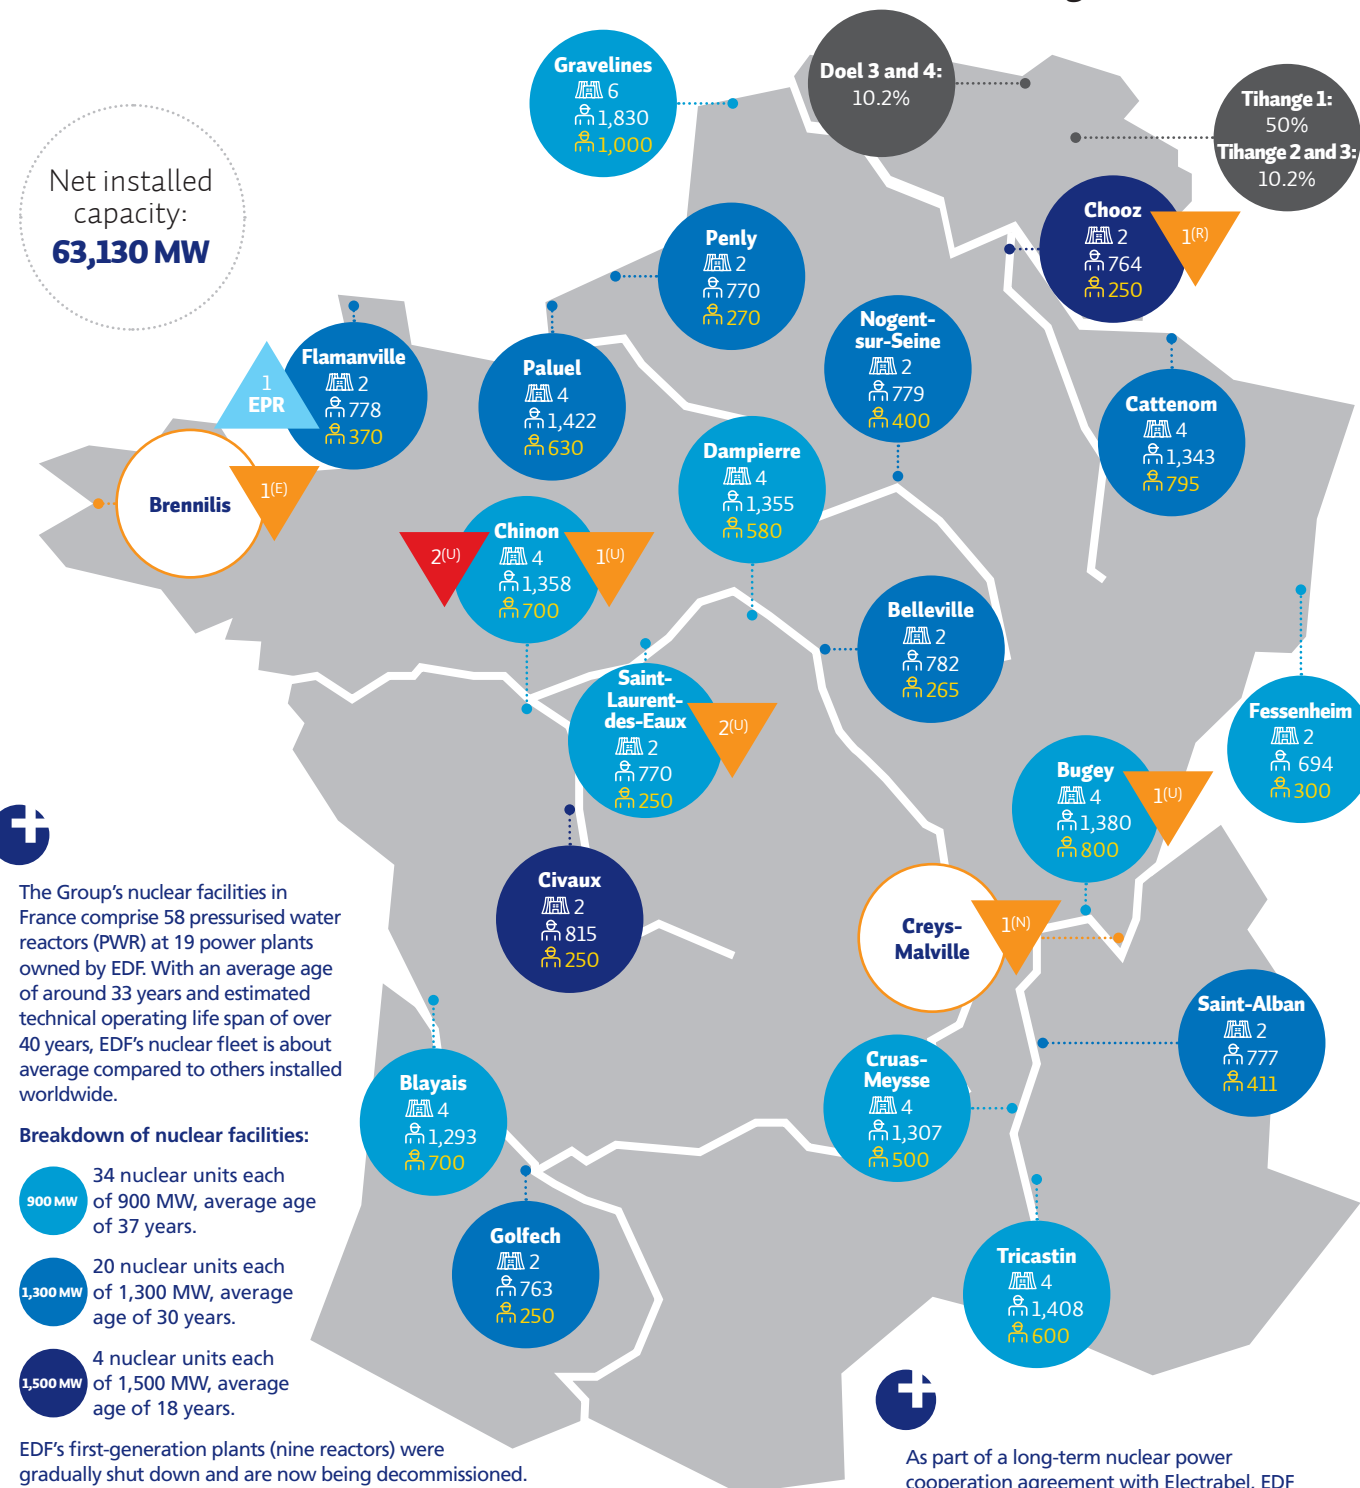 Gravelines
6
1,830
1,000
Doel 3 and 4:
10.2%
Tihange 1:
50%
Tihange 2 and 3:
10.2%
Net installed
capacity:
63,130 MW
Chooz
2
764
250
1(R)
Penly
2
770
270
Nogent-
sur-Seine
2
779
400
Flamanville
2
778
370
1
EPR
Paluel
4
1,422
630
Cattenom
4
1,343
795
Dampierre
4
1,355
580
Brennilis
1(E)
Chinon
4
1,358
700
2(U)
1(U)
Belleville
2
782
265
Saint-
Laurent-
des-Eaux
2
770
250
2(U)
Fessenheim
2
694
300
Bugey
4
1,380
800
1(U)
Civaux
2
815
250
Creys-
Malville
1(N)
Saint-Alban
2
777
411
Blayais
4
1,293
700
Cruas-
Meysse
4
1,307
500
Golfech
2
763
250
Tricastin
4
1,408
600
The Group's nuclear facilities in
France comprise 58 pressurised water
reactors (PWR) at 19 power plants
owned by EDF. With an average age
of around 33 years and estimated
technical operating life span of over
40 years, EDF's nuclear fleet is about
average compared to others installed
worldwide.
Breakdown of nuclear facilities:
900 MW
34 nuclear units each
of 900 MW, average age
of 37 years.
1,300 MW
20 nuclear units each
of 1,300 MW, average
age of 30 years.
1,500 MW
4 nuclear units each
of 1,500 MW, average
age of 18 years.
EDF's first-generation plants (nine reactors) were
gradually shut down and are now being decommissioned.
As part of a long-term nuclear power
cooperation agreement with Electrabel, EDF